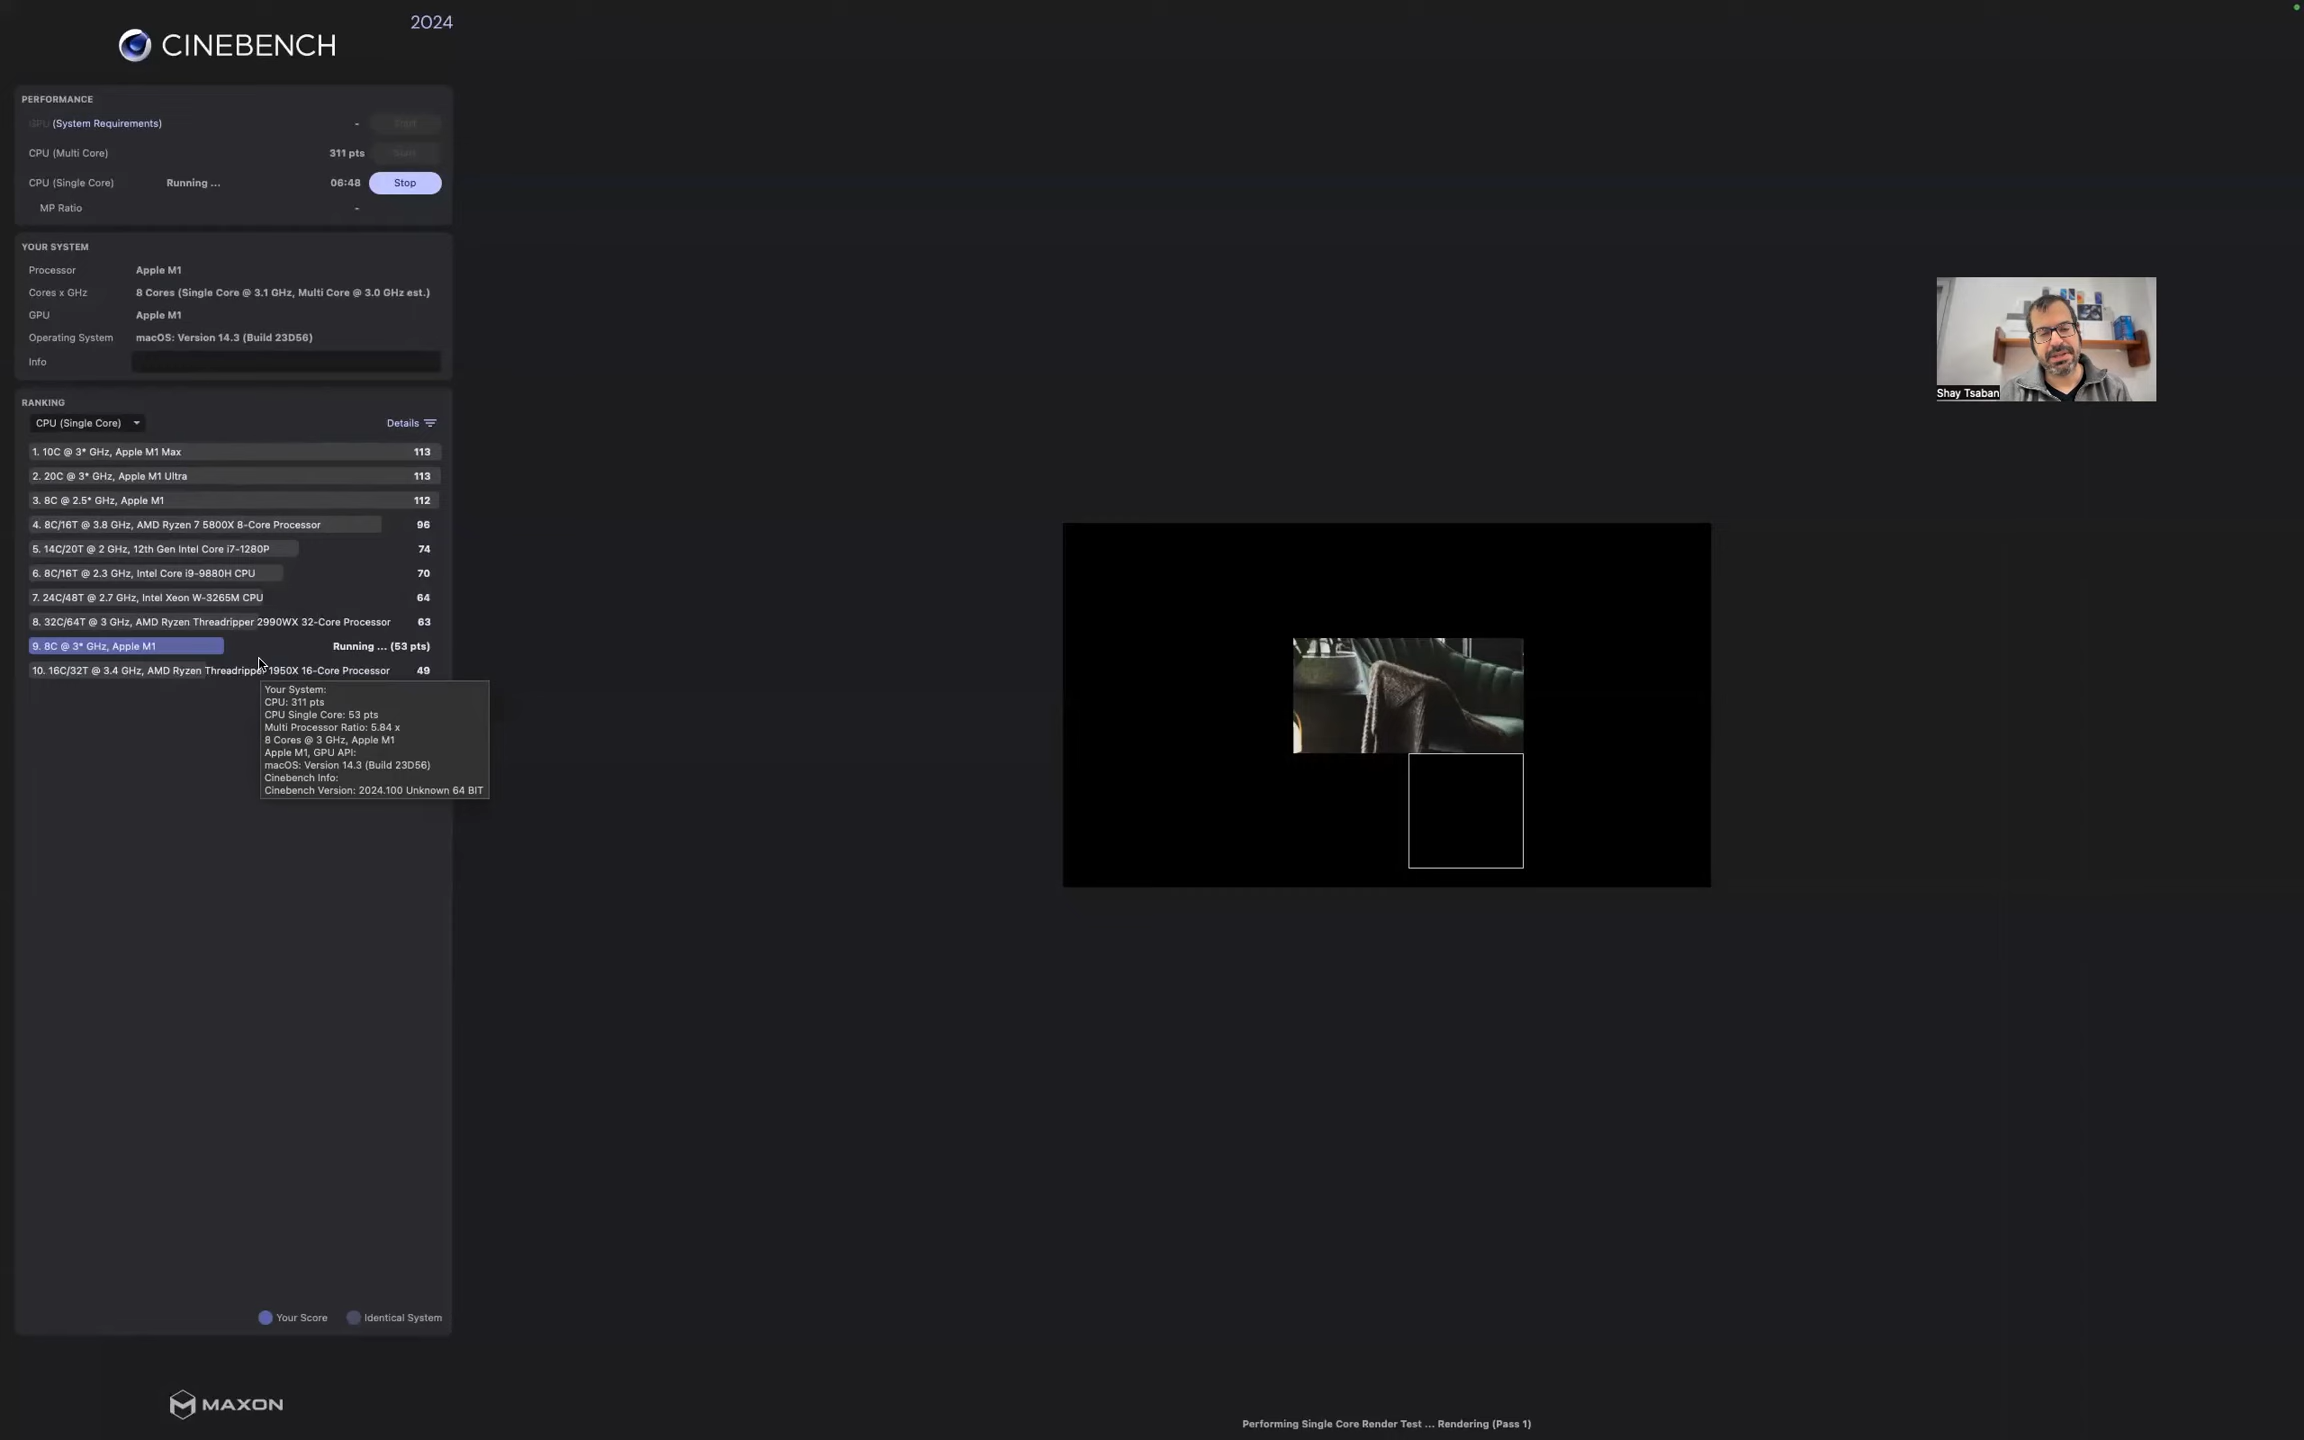 2024
CINEBENCH
PERFORMANCE
GPU (System Requirements) - Start
CPU (Multi Core) 311 pts Start
CPU (Single Core) Running ... 06:48 Stop
MP Ratio -
YOUR SYSTEM
Processor Apple M1
Cores x GHz 8 Cores (Single Core @ 3.1 GHz, Multi Core @ 3.0 GHz est.)
GPU Apple M1
Operating System macOS: Version 14.3 (Build 23D56)
Info
RANKING
CPU (Single Core) Details
1. 10C @ 3* GHz, Apple M1 Max 113
2. 20C @ 3* GHz, Apple M1 Ultra 113
3. 8C @ 2.5* GHz, Apple M1 112
4. 8C/16T @ 3.8 GHz, AMD Ryzen 7 5800X 8-Core Processor 96
5. 14C/20T @ 2 GHz, 12th Gen Intel Core i7-1280P 74
6. 8C/16T @ 2.3 GHz, Intel Core i9-9880H CPU 70
7. 24C/48T @ 2.7 GHz, Intel Xeon W-3265M CPU 64
8. 32C/64T @ 3 GHz, AMD Ryzen Threadripper 2990WX 32-Core Processor 63
9. 8C @ 3* GHz, Apple M1 Running ... (53 pts)
10. 16C/32T @ 3.4 GHz, AMD Ryzen Threadripper 1950X 16-Core Processor 49
Your System:
CPU: 311 pts
CPU Single Core: 53 pts
Multi Processor Ratio: 5.84 x
8 Cores @ 3 GHz, Apple M1
Apple M1, GPU API:
macOS: Version 14.3 (Build 23D56)
Cinebench Info:
Cinebench Version: 2024.100 Unknown 64 BIT
Your Score Identical System
MAXON
Shay Tsaban
Performing Single Core Render Test ... Rendering (Pass 1)